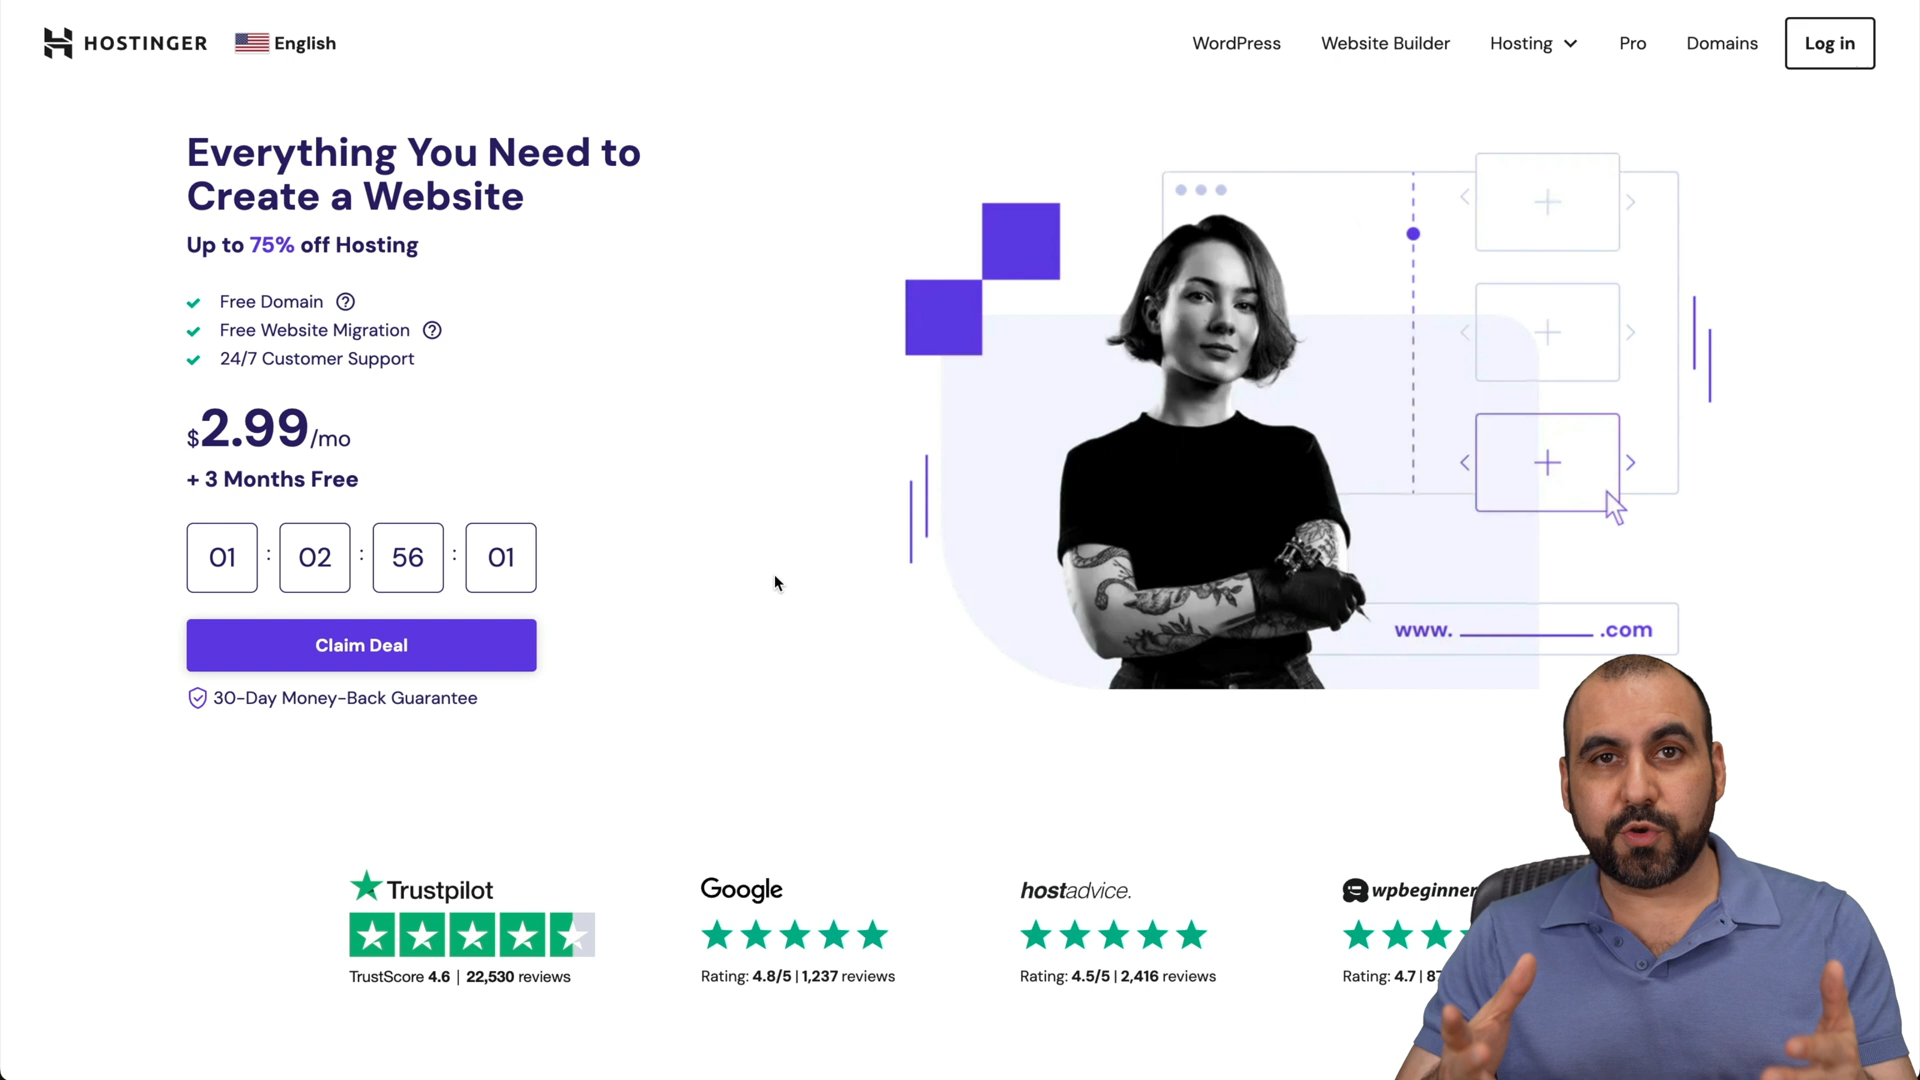 HOSTINGER
English
WordPress
Website Builder
Hosting
Pro
Domains
Log in
Everything You Need to
Create a Website
Up to 75% off Hosting
Free Domain
Free Website Migration
24/7 Customer Support
$2.99/mo
+ 3 Months Free
01 : 02 : 56 : 01
Claim Deal
30-Day Money-Back Guarantee
www. ____________ .com
Trustpilot
TrustScore 4.6 | 22,530 reviews
Google
Rating: 4.8/5 | 1,237 reviews
hostadvice.
Rating: 4.5/5 | 2,416 reviews
wpbeginner
Rating: 4.7 |